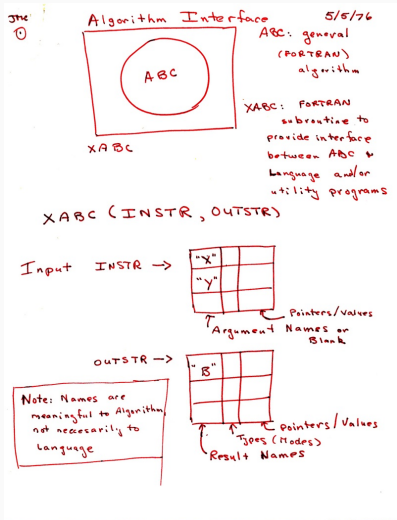 JMC
1
Algorithm Interface
5/5/76
ABC
XABC
ABC: general
(FORTRAN)
algorithm
XABC: FORTRAN
subroutine to
provide interface
between ABC &
Language and/or
utility programs
XABC (INSTR, OUTSTR)
Input INSTR →
"X"
"Y"
Pointers/Values
Argument Names or
Blank
OUTSTR →
"B"
Pointers/Values
Types (Modes)
Result Names
Note: Names are
meaningful to Algorithm,
not neccesarily to
Language